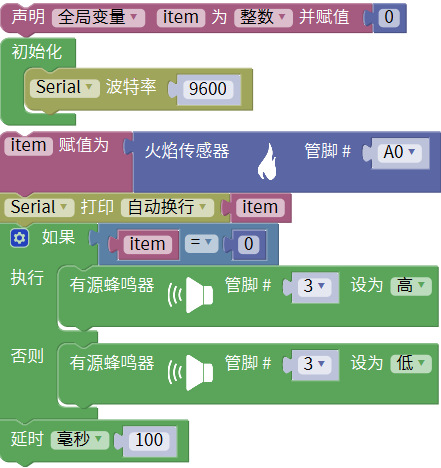 声明 全局变量 item 为 整数 并赋值 0
初始化
Serial 波特率 9600
item 赋值为 火焰传感器 管脚 # A0
Serial 打印 自动换行 item
如果 item = 0
执行 有源蜂鸣器 管脚 # 3 设为 高
否则 有源蜂鸣器 管脚 # 3 设为 低
延时 毫秒 100